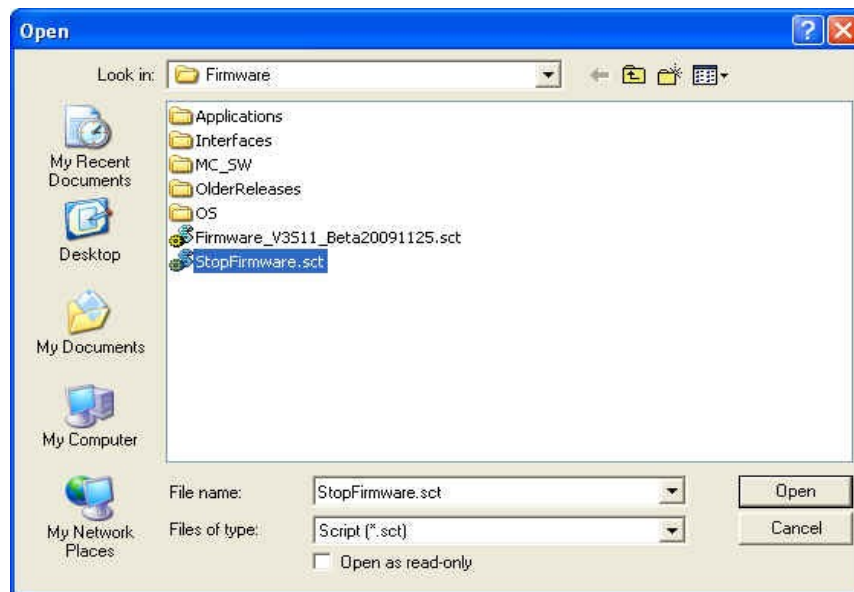 Open
Look in: Firmware
My Recent
Documents
Desktop
My Documents
My Computer
My Network
Places
Applications
Interfaces
MC_SW
OlderReleases
OS
Firmware_V3511_Beta20091125.sct
StopFirmware.sct
File name: StopFirmware.sct Open
Files of type: Script (*.sct) Cancel
Open as read-only